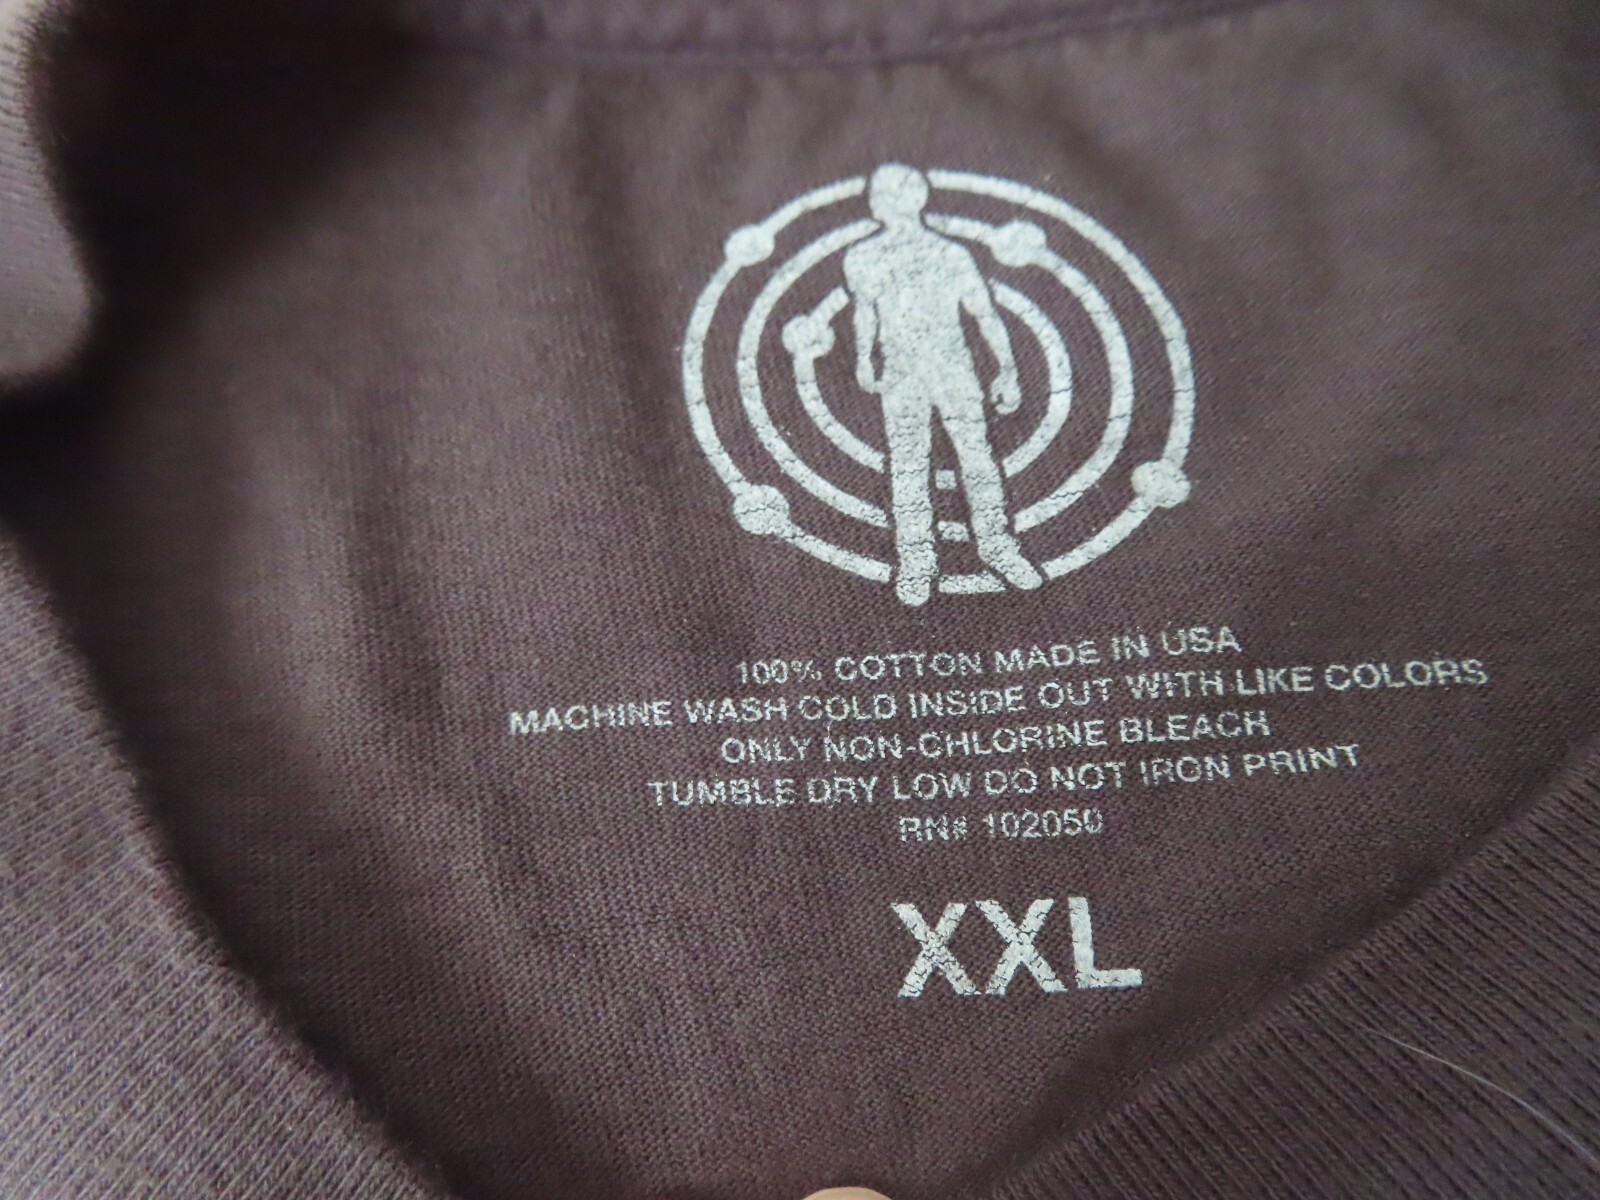 100% COTTON MADE IN USA
MACHINE WASH COLD INSIDE OUT WITH LIKE COLORS
ONLY NON-CHLORINE BLEACH
TUMBLE DRY LOW DO NOT IRON PRINT
RN# 102050
XXL